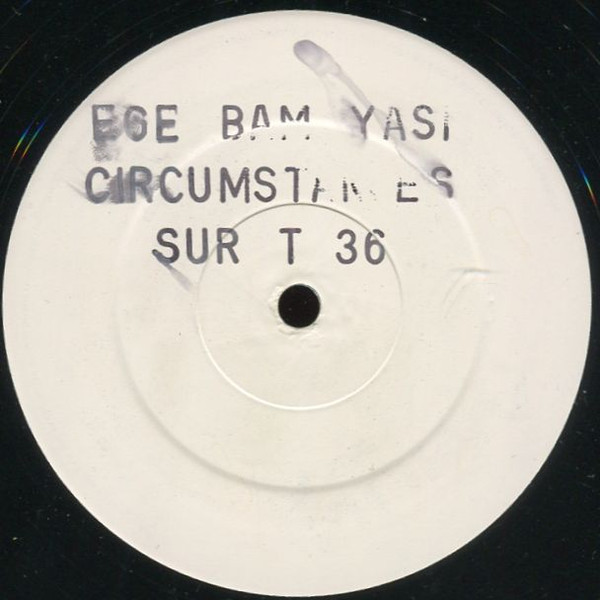 EGE BAM YASI
CIRCUMSTANCES
SUR T 36